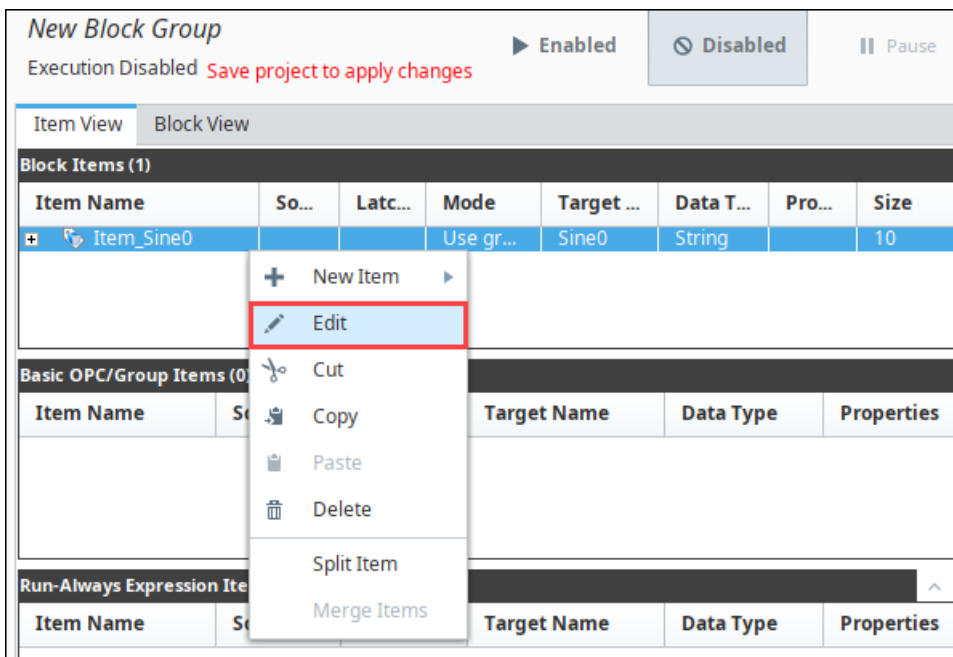 New Block Group
Enabled
Disabled
Pause
Execution Disabled Save project to apply changes
Item View Block View
Block Items (1)
Item Name So... Latc... Mode Target ... Data T... Pro... Size
Item_Sine0 Use gr... Sine0 String 10
New Item
Edit
Cut
Copy
Paste
Delete
Split Item
Merge Items
Basic OPC/Group Items (0)
Item Name Target Name Data Type Properties
Run-Always Expression Ite
Item Name Target Name Data Type Properties